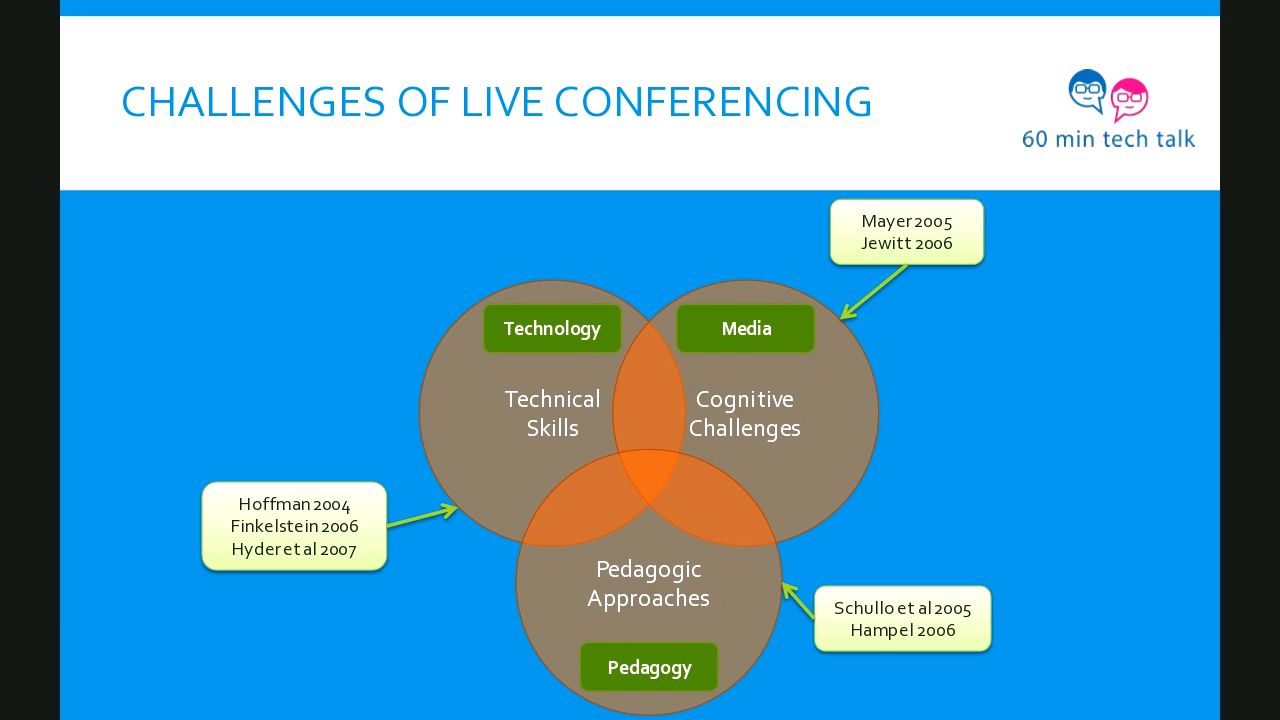 CHALLENGES OF LIVE CONFERENCING
60 min tech talk
Mayer 2005
Jewitt 2006
Technology
Media
Technical
Skills
Cognitive
Challenges
Hoffman 2004
Finkelstein 2006
Hyder et al 2007
Pedagogic
Approaches
Schullo et al 2005
Hampel 2006
Pedagogy